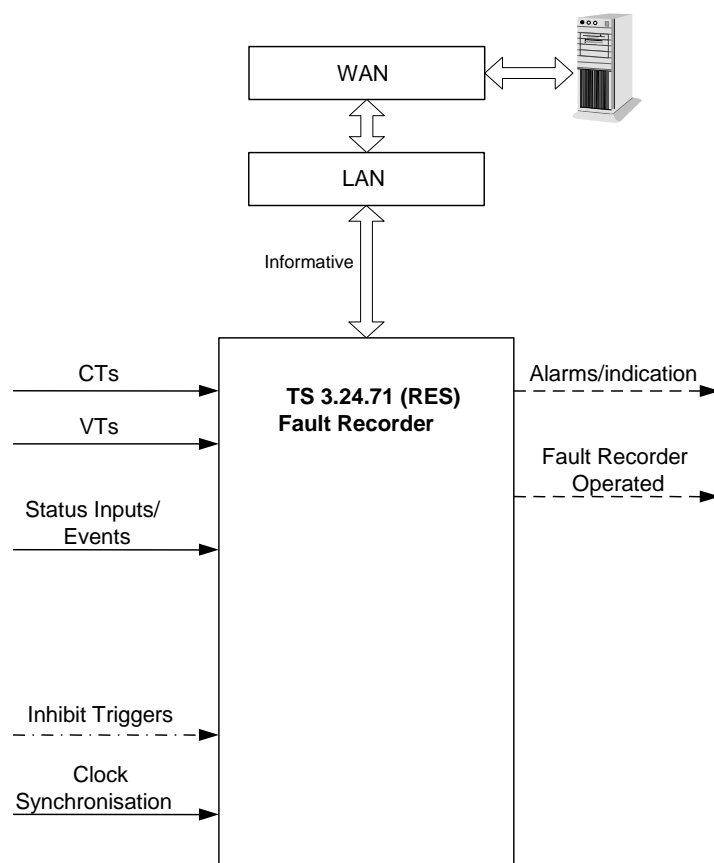 WAN
LAN
Informative
TS 3.24.71 (RES)
Fault Recorder
CTs
VTs
Status Inputs/
Events
Inhibit Triggers
Clock
Synchronisation
Alarms/indication
Fault Recorder
Operated